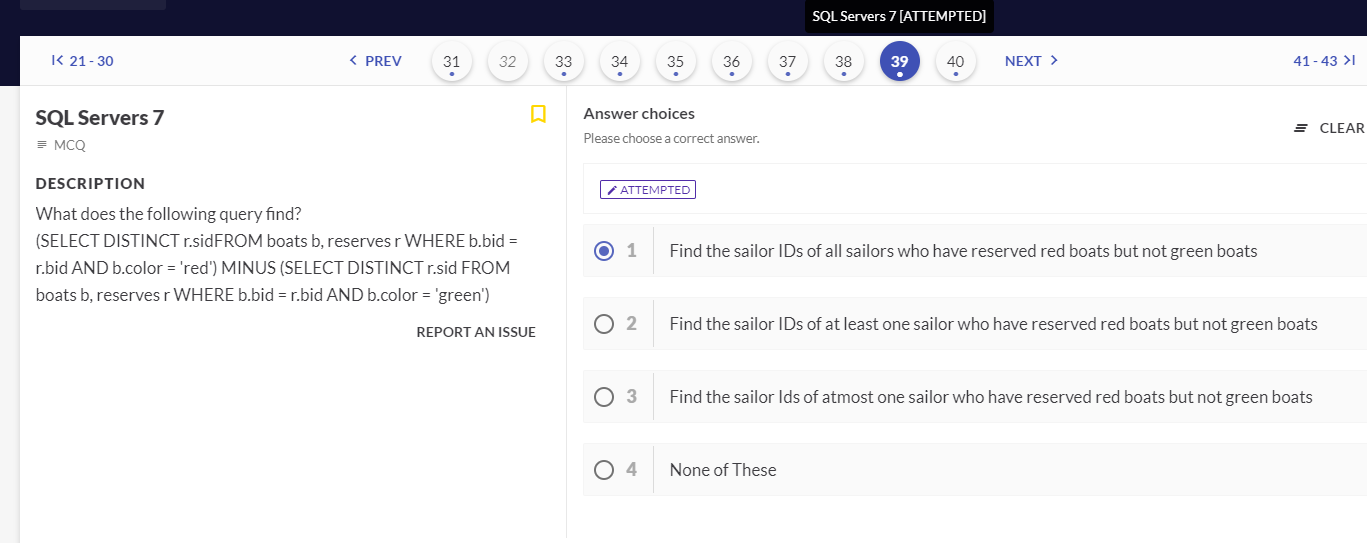 SQL Servers 7 [ATTEMPTED]
21 - 30
PREV
31
32
33
34
35
36
37
38
39
40
NEXT
41 - 43
SQL Servers 7
MCQ
DESCRIPTION
What does the following query find?
(SELECT DISTINCT r.sidFROM boats b, reserves r WHERE b.bid =
r.bid AND b.color = 'red') MINUS (SELECT DISTINCT r.sid FROM
boats b, reserves r WHERE b.bid = r.bid AND b.color = 'green')
REPORT AN ISSUE
Answer choices
Please choose a correct answer.
CLEAR
ATTEMPTED
1 Find the sailor IDs of all sailors who have reserved red boats but not green boats
2 Find the sailor IDs of at least one sailor who have reserved red boats but not green boats
3 Find the sailor Ids of atmost one sailor who have reserved red boats but not green boats
4 None of These